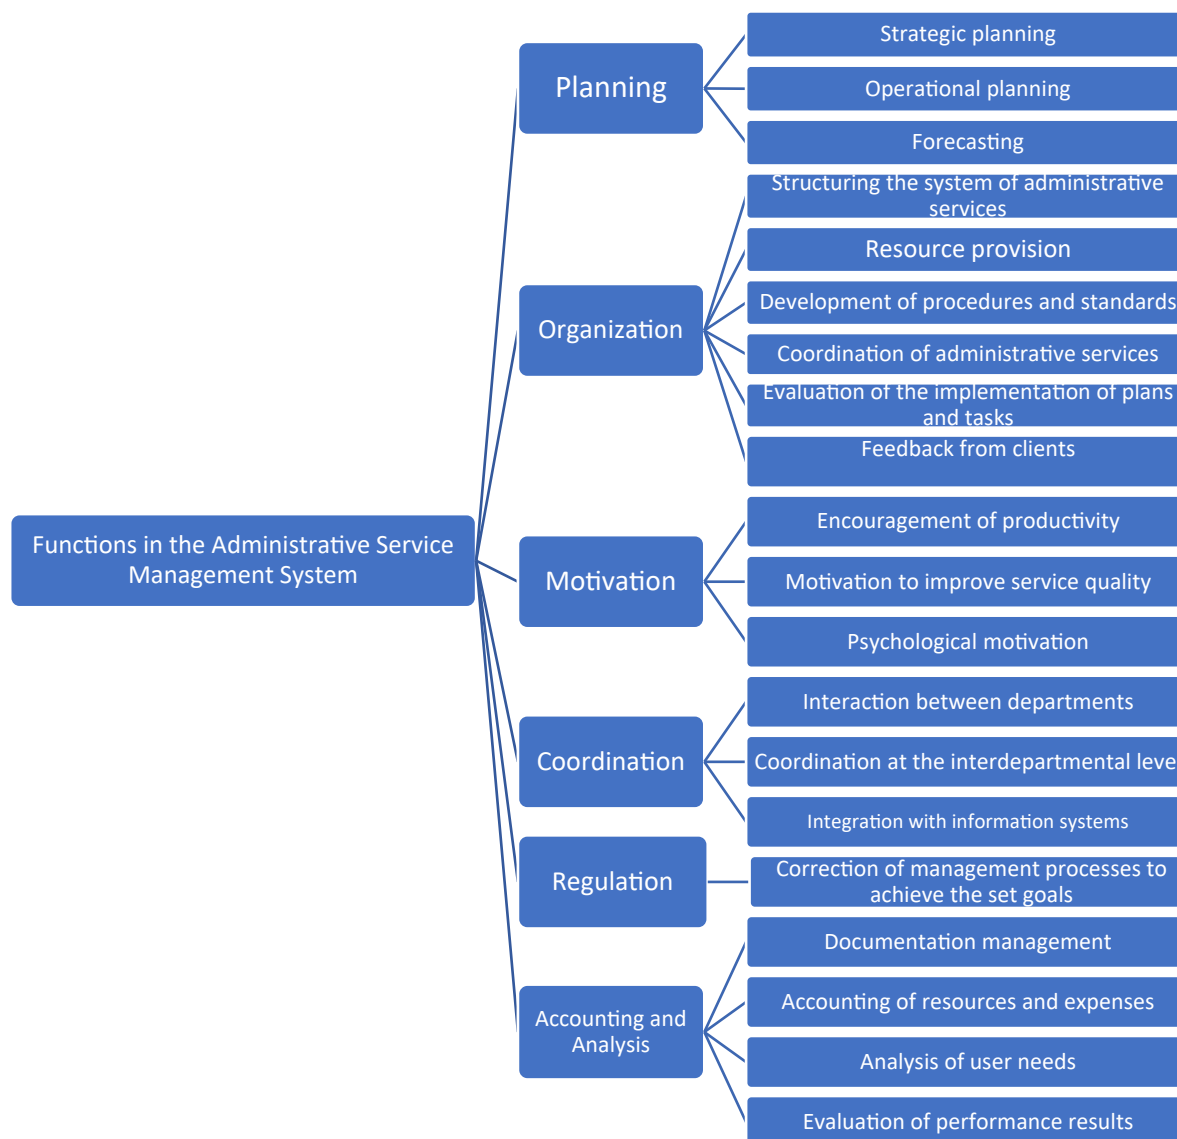 Functions in the Administrative Service
Management System
Planning
Strategic planning
Operational planning
Forecasting
Organization
Structuring the system of administrative
services
Resource provision
Development of procedures and standards
Coordination of administrative services
Evaluation of the implementation of plans
and tasks
Feedback from clients
Motivation
Encouragement of productivity
Motivation to improve service quality
Psychological motivation
Coordination
Interaction between departments
Coordination at the interdepartmental leve
Integration with information systems
Regulation
Correction of management processes to
achieve the set goals
Accounting and
Analysis
Documentation management
Accounting of resources and expenses
Analysis of user needs
Evaluation of performance results